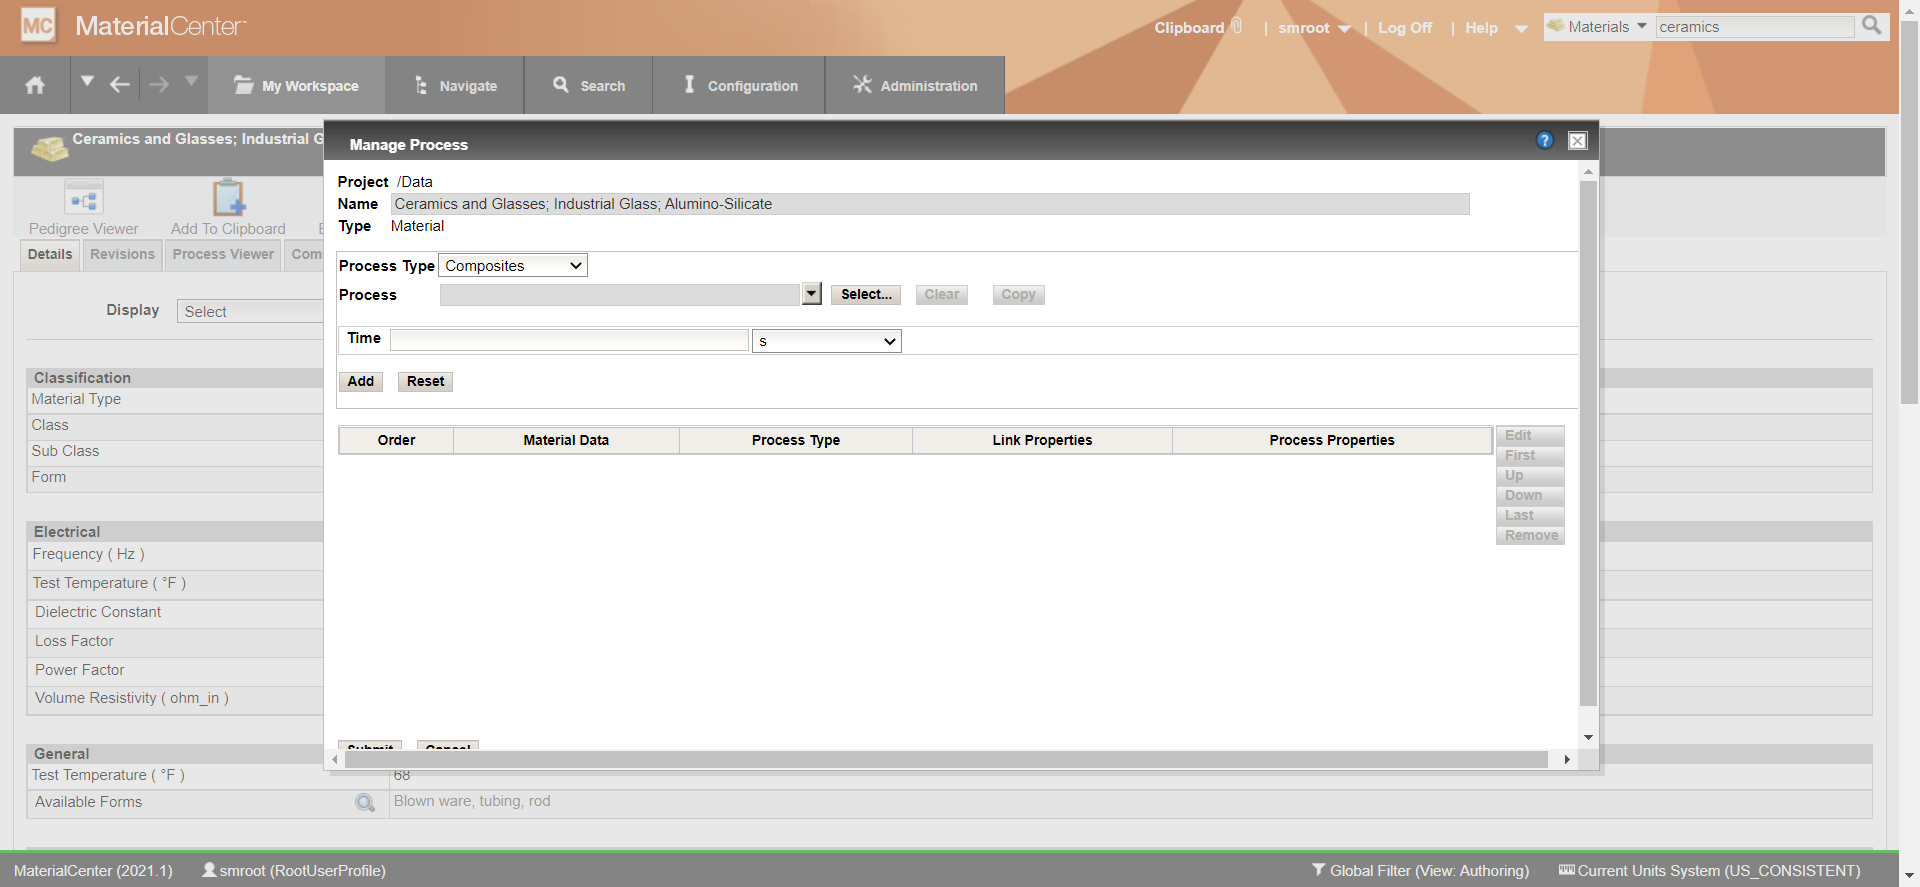 MC MaterialCenter
Clipboard | smroot | Log Off | Help
Materials ceramics
My Workspace Navigate Search Configuration Administration
Ceramics and Glasses; Industrial G
Manage Process ?
Pedigree Viewer Add To Clipboard
Details Revisions Process Viewer Com
Display Select
Project /Data
Name Ceramics and Glasses; Industrial Glass; Alumino-Silicate
Type Material
Process Type Composites
Process Select... Clear Copy
Time s
Add Reset
Order Material Data Process Type Link Properties Process Properties
Edit
First
Up
Down
Last
Remove
Submit Cancel
Classification
Material Type
Class
Sub Class
Form
Electrical
Frequency ( Hz )
Test Temperature ( °F )
Dielectric Constant
Loss Factor
Power Factor
Volume Resistivity ( ohm_in )
General
Test Temperature ( °F ) 68
Available Forms Blown ware, tubing, rod
MaterialCenter (2021.1) smroot (RootUserProfile) Global Filter (View: Authoring) Current Units System (US_CONSISTENT)